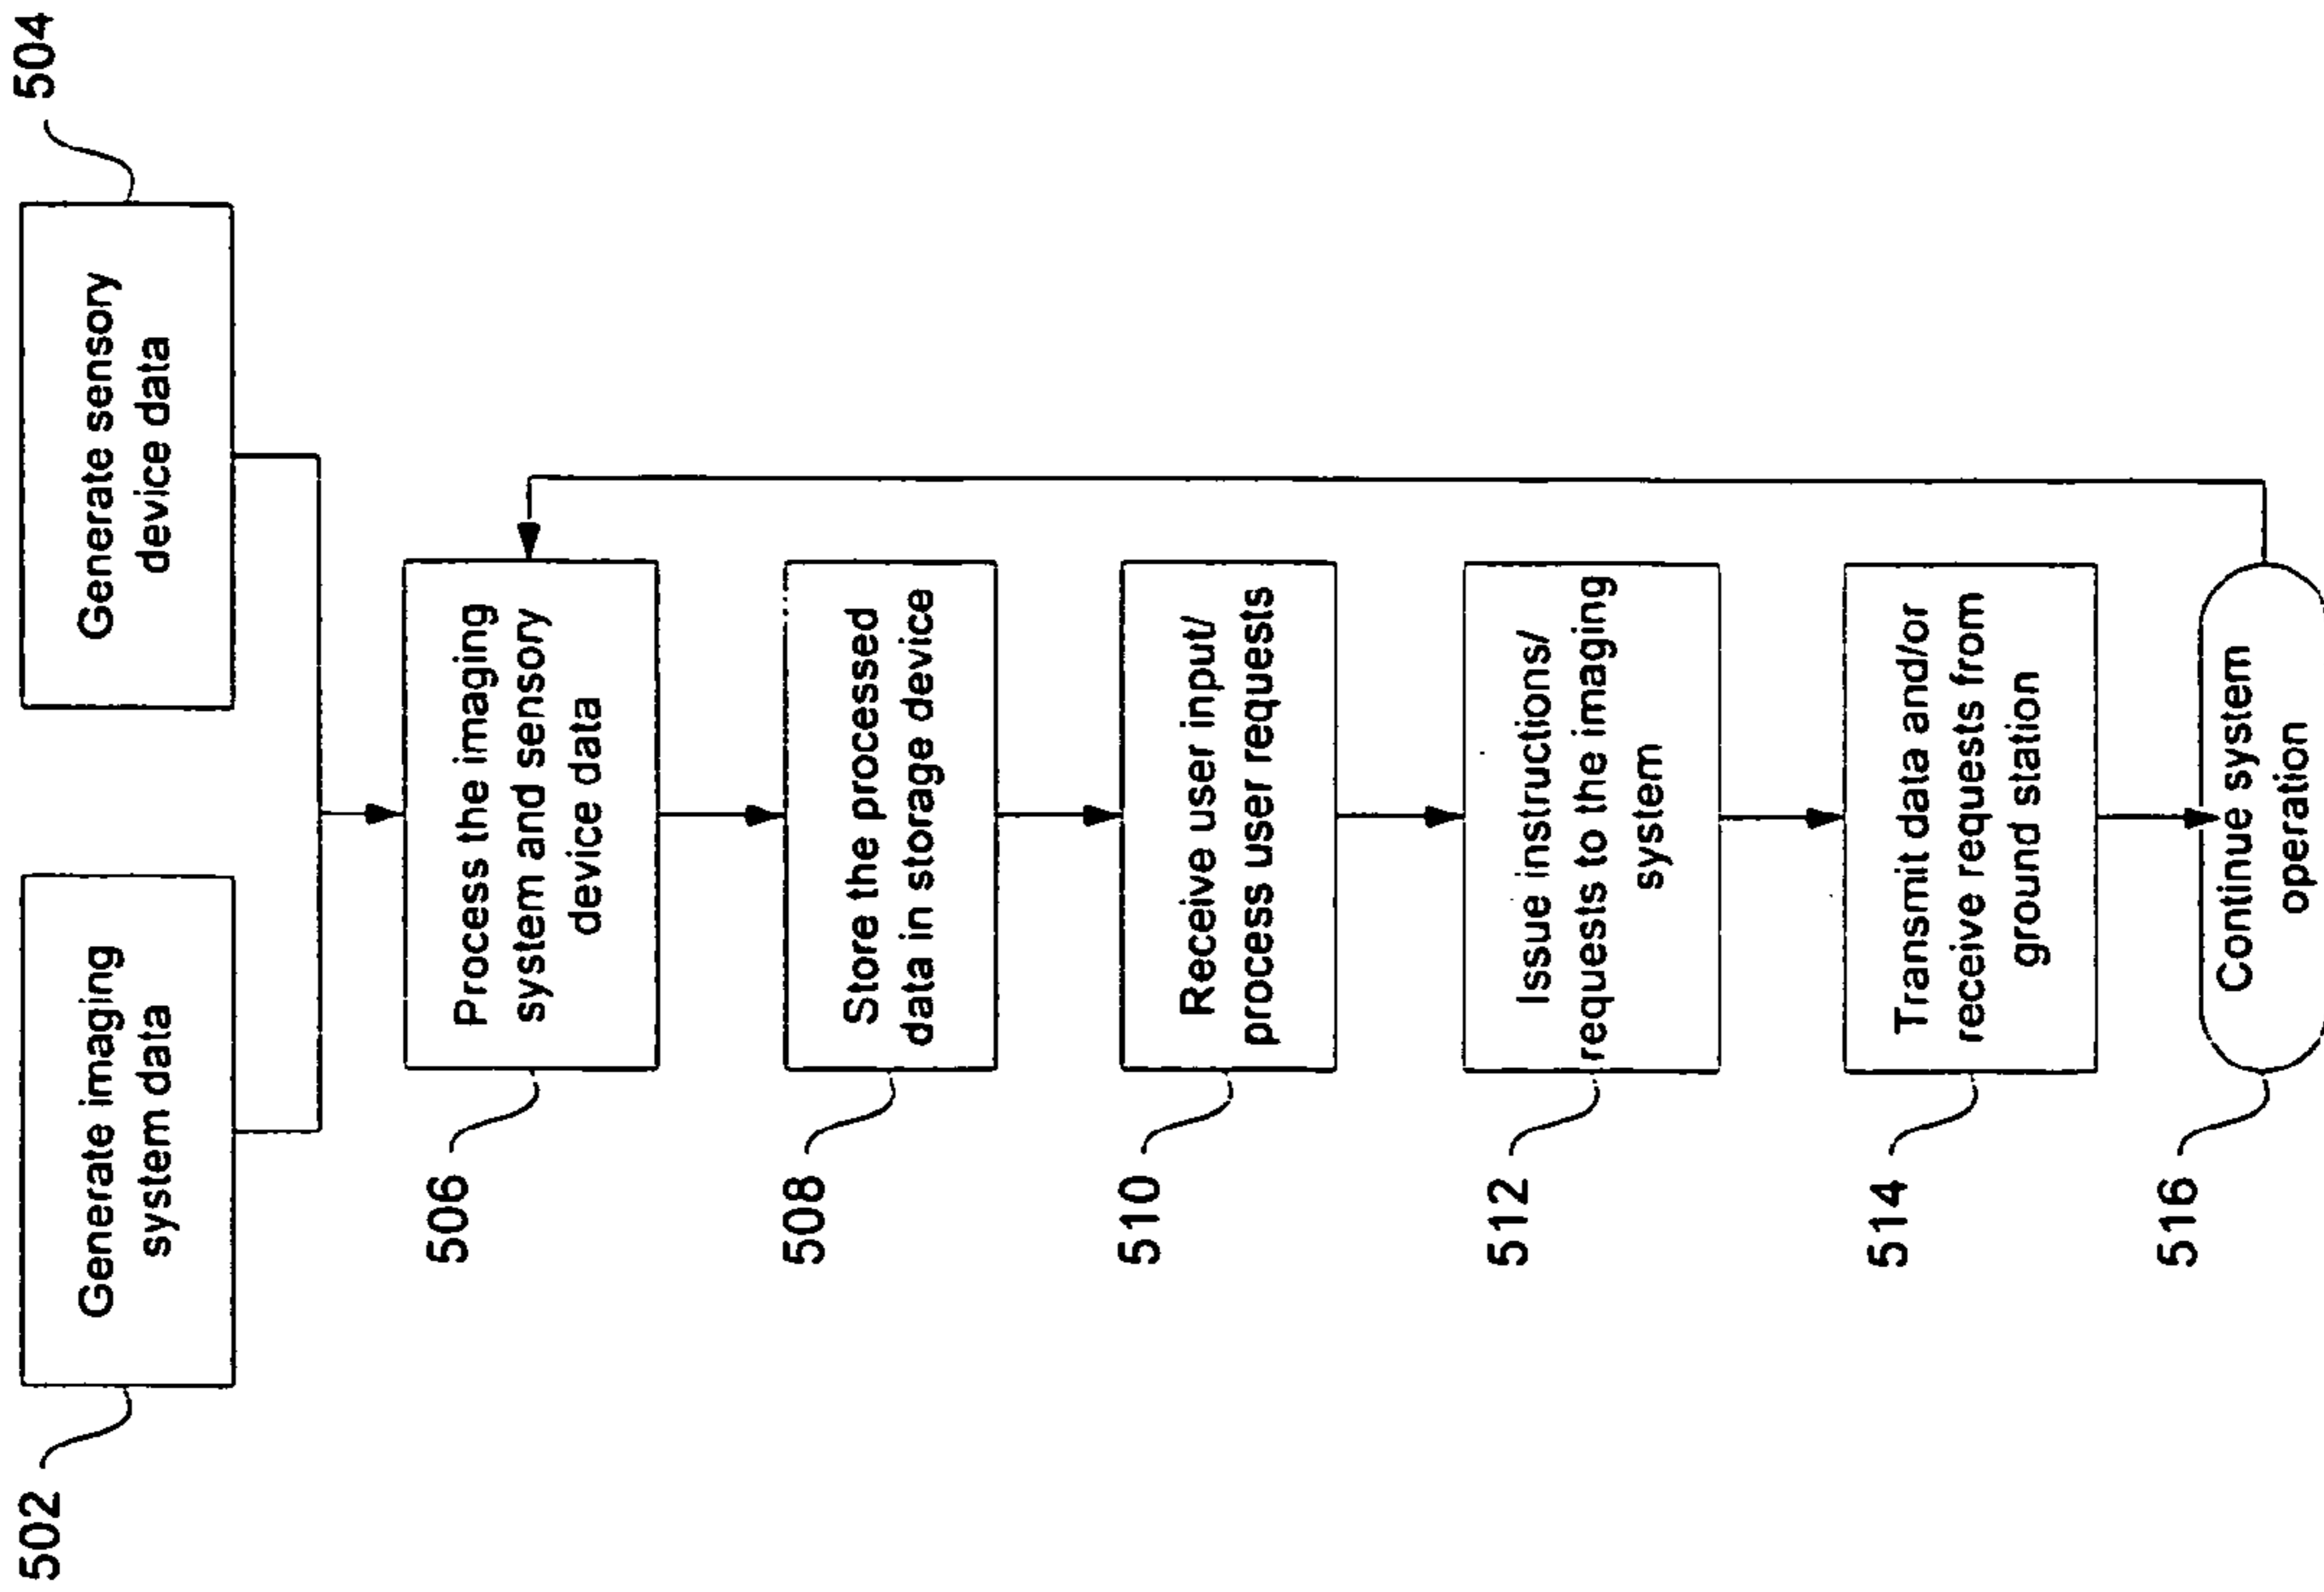 502
Generate imaging
system data
504
Generate sensory
device data
506
Process the imaging
system and sensory
device data
508
Store the processed
data in storage device
510
Receive user input/
process user requests
512
Issue instructions/
requests to the imaging
system
514
Transmit data and/or
receive requests from
ground station
516
Continue system
operation